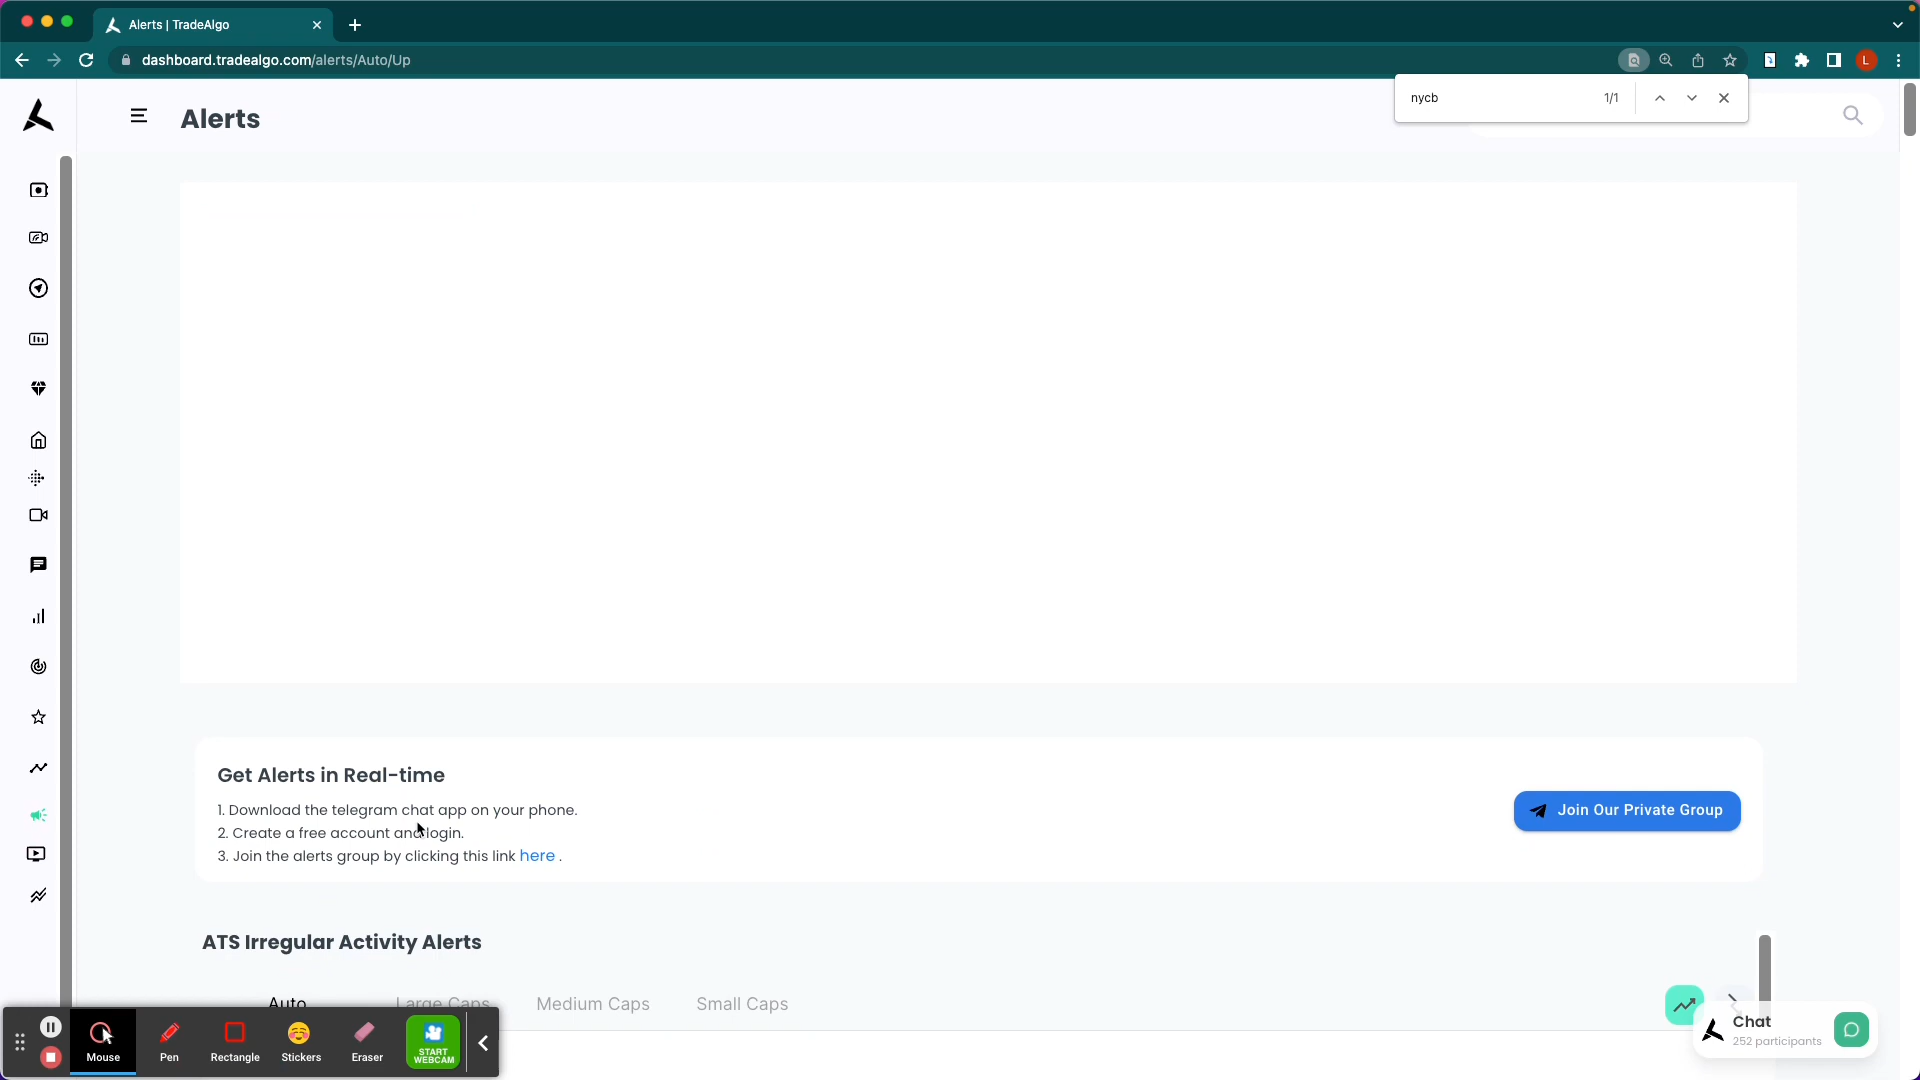 Alerts | TradeAlgo
dashboard.tradealgo.com/alerts/Auto/Up
L
nycb 1/1
Alerts
Get Alerts in Real-time
1. Download the telegram chat app on your phone.
2. Create a free account and login.
3. Join the alerts group by clicking this link here .
Join Our Private Group
ATS Irregular Activity Alerts
Auto Large Caps Medium Caps Small Caps
Chat
252 participants
Mouse Pen Rectangle Stickers Eraser START WEBCAM